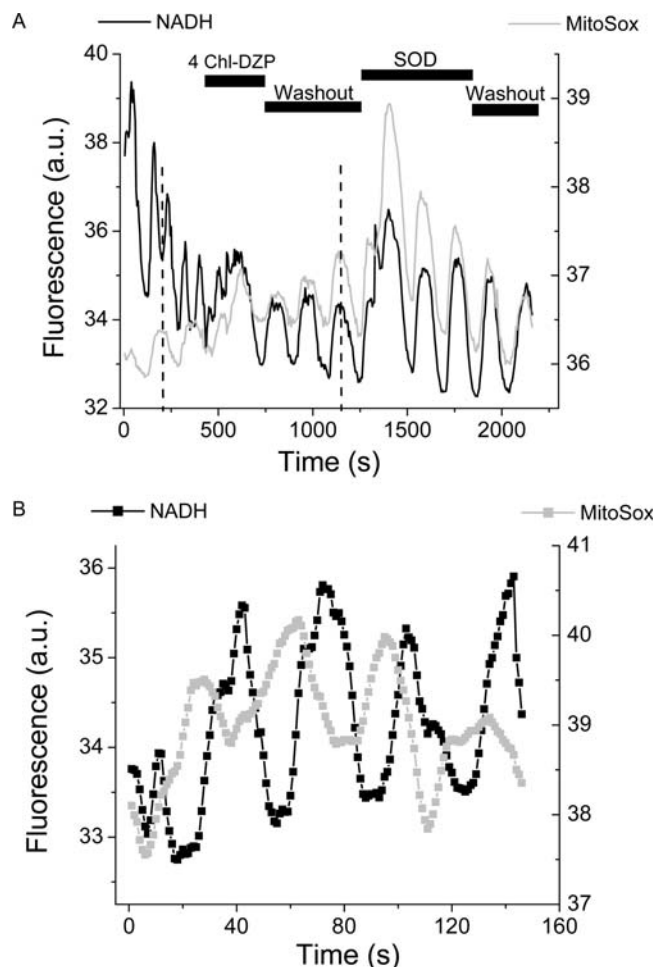 A
NADH
MitoSox
40
38
36
34
32
39
38
37
36
4 Chl-DZP
Washout
SOD
Washout
Fluorescence (a.u.)
0 500 1000 1500 2000
Time (s)
B
NADH
MitoSox
36
35
34
33
41
40
39
38
37
Fluorescence (a.u.)
0 40 80 120 160
Time (s)